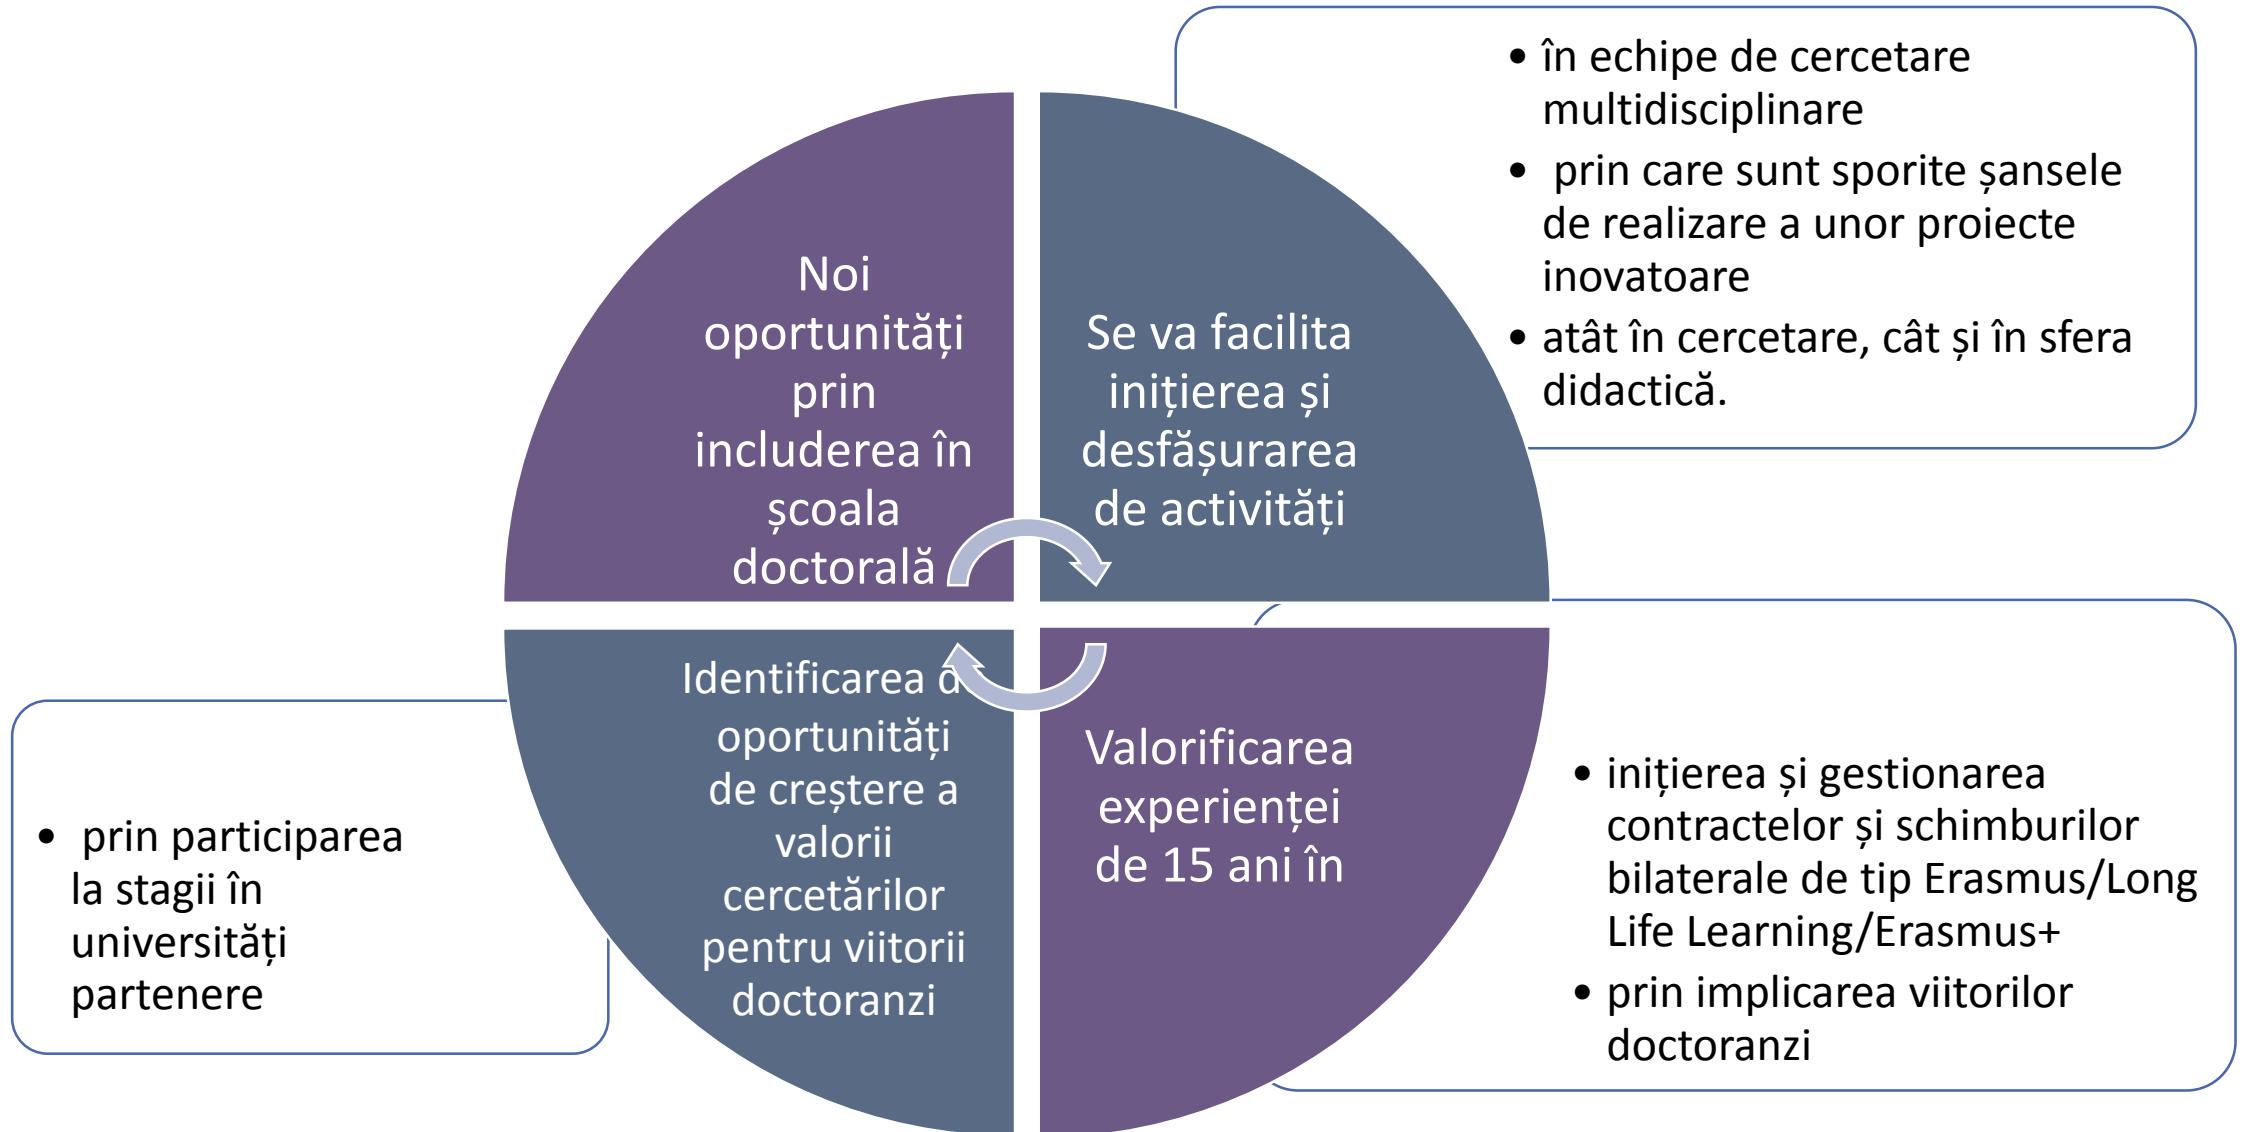 Noi
oportunități
prin
includerea în
școala
doctorală
Se va facilita
inițierea și
desfășurarea
de activități
• în echipe de cercetare
multidisciplinare
• prin care sunt sporite șansele
de realizare a unor proiecte
inovatoare
• atât în cercetare, cât și în sfera
didactică.
Valorificarea
experienței
de 15 ani în
• inițierea și gestionarea
contractelor și schimburilor
bilaterale de tip Erasmus/Long
Life Learning/Erasmus+
• prin implicarea viitorilor
doctoranzi
Identificarea
oportunități
de creștere a
valorii
cercetărilor
pentru viitorii
doctoranzi
• prin participarea
la stagii în
universități
partenere